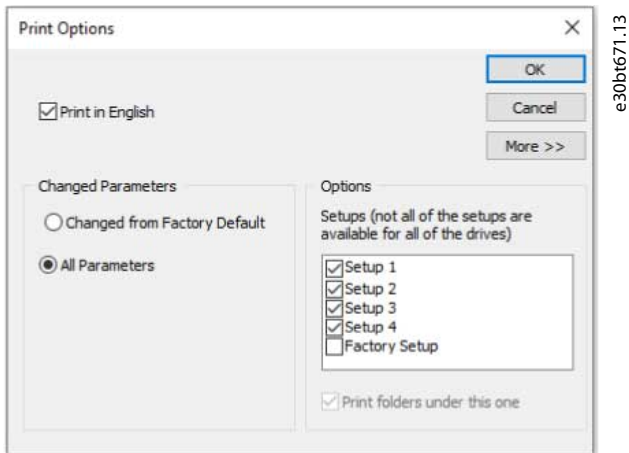 Print Options
OK
Print in English
Cancel
More >>
Changed Parameters
Options
Changed from Factory Default
Setups (not all of the setups are
available for all of the drives)
All Parameters
Setup 1
Setup 2
Setup 3
Setup 4
Factory Setup
Print folders under this one
e30bt671.13